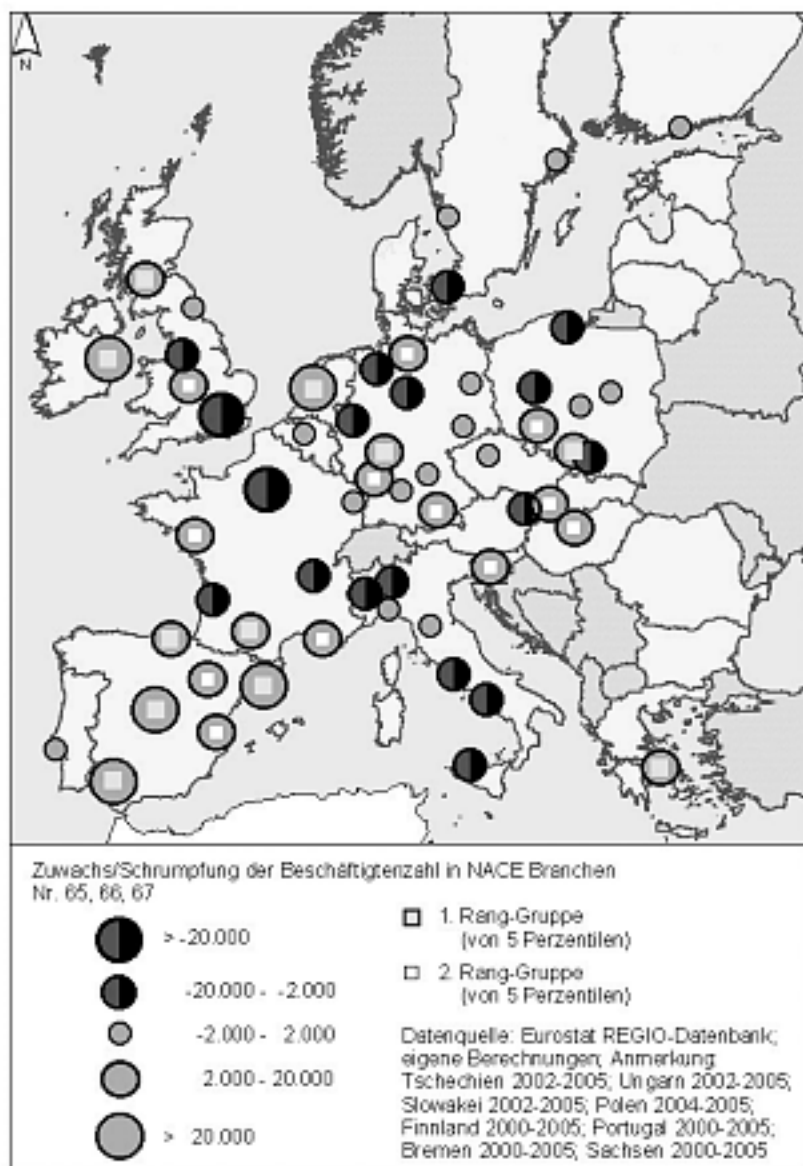 N
Zuwachs/Schrumpfung der Beschäftigtenzahl in NACE Branchen
Nr. 65, 66, 67
> -20.000
-20.000 - -2.000
-2.000 - 2.000
2.000 - 20.000
> 20.000
1. Rang-Gruppe
(von 5 Perzentilen)
2. Rang-Gruppe
(von 5 Perzentilen)
Datenquelle: Eurostat REGIO-Datenbank;
eigene Berechnungen; Anmerkung:
Tschechien 2002-2005; Ungarn 2002-2005;
Slowakei 2002-2005; Polen 2004-2005;
Finnland 2000-2005; Portugal 2000-2005;
Bremen 2000-2005; Sachsen 2000-2005